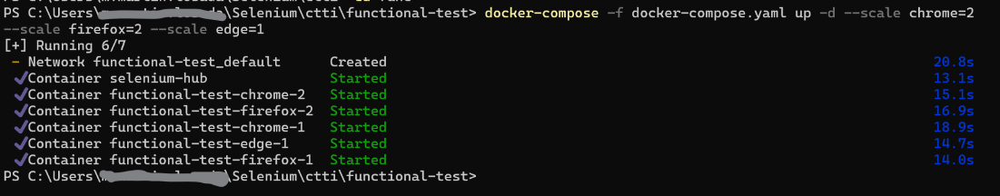 PS C:\Users\ \Selenium\ctti\functional-test> docker-compose -f docker-compose.yaml up -d --scale chrome=2
--scale firefox=2 --scale edge=1
[+] Running 6/7
- Network functional-test_default Created 20.8s
✔Container selenium-hub Started 13.1s
✔Container functional-test-chrome-2 Started 15.1s
✔Container functional-test-firefox-2 Started 16.9s
✔Container functional-test-chrome-1 Started 18.9s
✔Container functional-test-edge-1 Started 14.7s
✔Container functional-test-firefox-1 Started 14.0s
PS C:\Users\ \Selenium\ctti\functional-test>